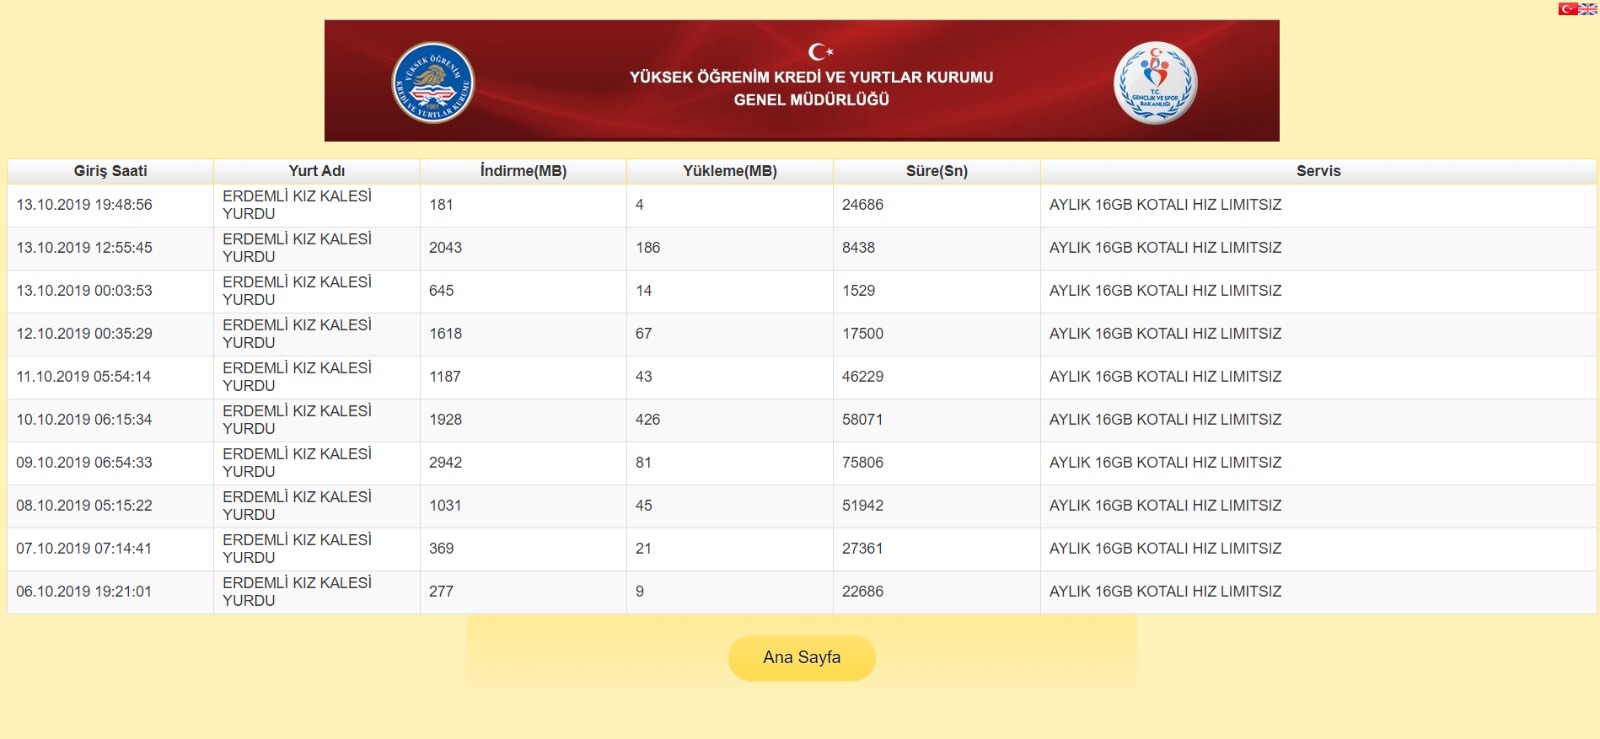 YÜKSEK ÖĞRENİM
KREDİ VE YURTLAR KURUMU
1961
YÜKSEK ÖĞRENİM KREDİ VE YURTLAR KURUMU
GENEL MÜDÜRLÜĞÜ
T.C.
GENÇLİK VE SPOR
BAKANLIĞI
Giriş Saati Yurt Adı İndirme(MB) Yükleme(MB) Süre(Sn) Servis
13.10.2019 19:48:56 ERDEMLİ KIZ KALESİ YURDU 181 4 24686 AYLIK 16GB KOTALI HIZ LIMITSIZ
13.10.2019 12:55:45 ERDEMLİ KIZ KALESİ YURDU 2043 186 8438 AYLIK 16GB KOTALI HIZ LIMITSIZ
13.10.2019 00:03:53 ERDEMLİ KIZ KALESİ YURDU 645 14 1529 AYLIK 16GB KOTALI HIZ LIMITSIZ
12.10.2019 00:35:29 ERDEMLİ KIZ KALESİ YURDU 1618 67 17500 AYLIK 16GB KOTALI HIZ LIMITSIZ
11.10.2019 05:54:14 ERDEMLİ KIZ KALESİ YURDU 1187 43 46229 AYLIK 16GB KOTALI HIZ LIMITSIZ
10.10.2019 06:15:34 ERDEMLİ KIZ KALESİ YURDU 1928 426 58071 AYLIK 16GB KOTALI HIZ LIMITSIZ
09.10.2019 06:54:33 ERDEMLİ KIZ KALESİ YURDU 2942 81 75806 AYLIK 16GB KOTALI HIZ LIMITSIZ
08.10.2019 05:15:22 ERDEMLİ KIZ KALESİ YURDU 1031 45 51942 AYLIK 16GB KOTALI HIZ LIMITSIZ
07.10.2019 07:14:41 ERDEMLİ KIZ KALESİ YURDU 369 21 27361 AYLIK 16GB KOTALI HIZ LIMITSIZ
06.10.2019 19:21:01 ERDEMLİ KIZ KALESİ YURDU 277 9 22686 AYLIK 16GB KOTALI HIZ LIMITSIZ
Ana Sayfa